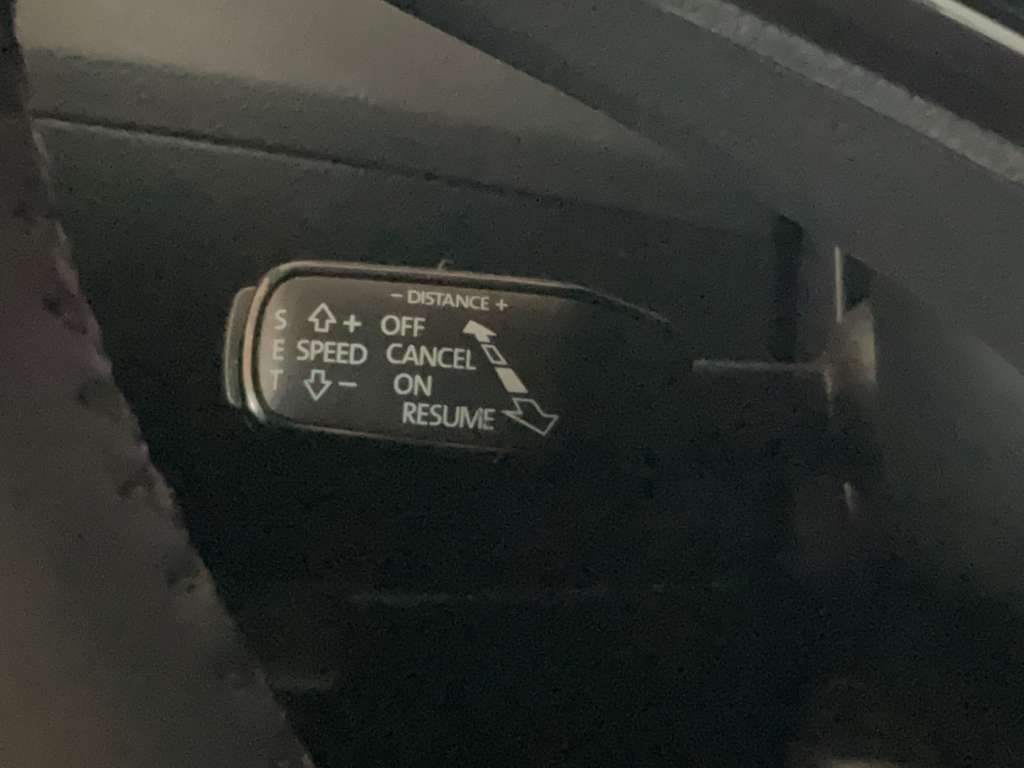 − DISTANCE +
S + OFF
E SPEED CANCEL
T − ON
RESUME